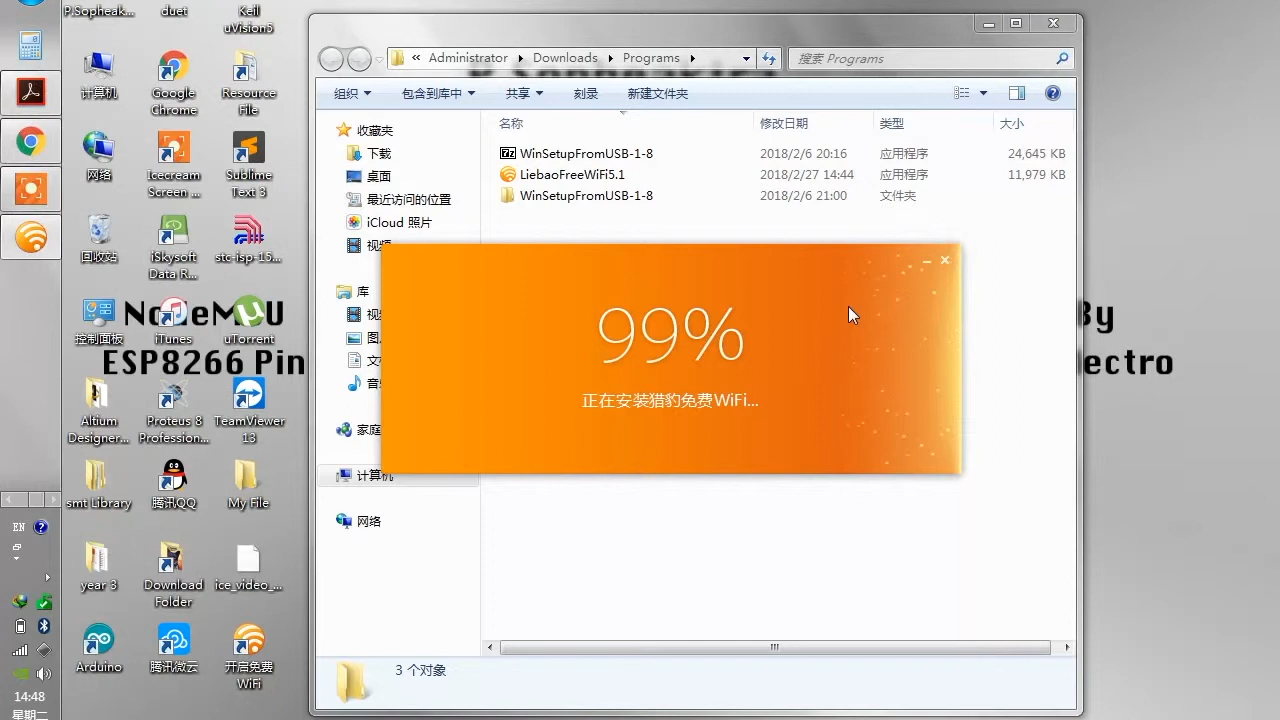 P.Sopheak...
duet
Keil
uVision5
计算机
Google
Chrome
Resource
File
网络
Icecream
Screen ...
Sublime
Text 3
回收站
iSkysoft
Data R...
stc-isp-15...
控制面板
iTunes
uTorrent
ESP8266 Pin
By
ectro
Altium
Designer...
Proteus 8
Profession...
TeamViewer
13
smt Library
腾讯QQ
My File
year 3
Download
Folder
ice_video_...
Arduino
腾讯微云
开启免费
WiFi
EN
14:48
星期二
« Administrator
Downloads
Programs
搜索 Programs
组织
包含到库中
共享
刻录
新建文件夹
收藏夹
下载
桌面
最近访问的位置
iCloud 照片
库
计算机
网络
名称
修改日期
类型
大小
WinSetupFromUSB-1-8
2018/2/6 20:16
应用程序
24,645 KB
LiebaoFreeWiFi5.1
2018/2/27 14:44
应用程序
11,979 KB
WinSetupFromUSB-1-8
2018/2/6 21:00
文件夹
99%
正在安装猎豹免费WiFi...
3 个对象